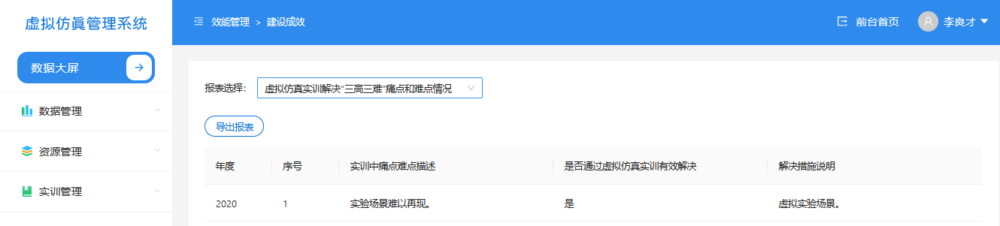 虚拟仿真管理系统
效能管理 > 建设成效
前台首页
李良才
数据大屏
报表选择：
虚拟仿真实训解决“三高三难”痛点和难点情况
数据管理
导出报表
资源管理
年度 序号 实训中痛点难点描述 是否通过虚拟仿真实训有效解决 解决措施说明
实训管理
2020 1 实验场景难以再现。 是 虚拟实验场景。